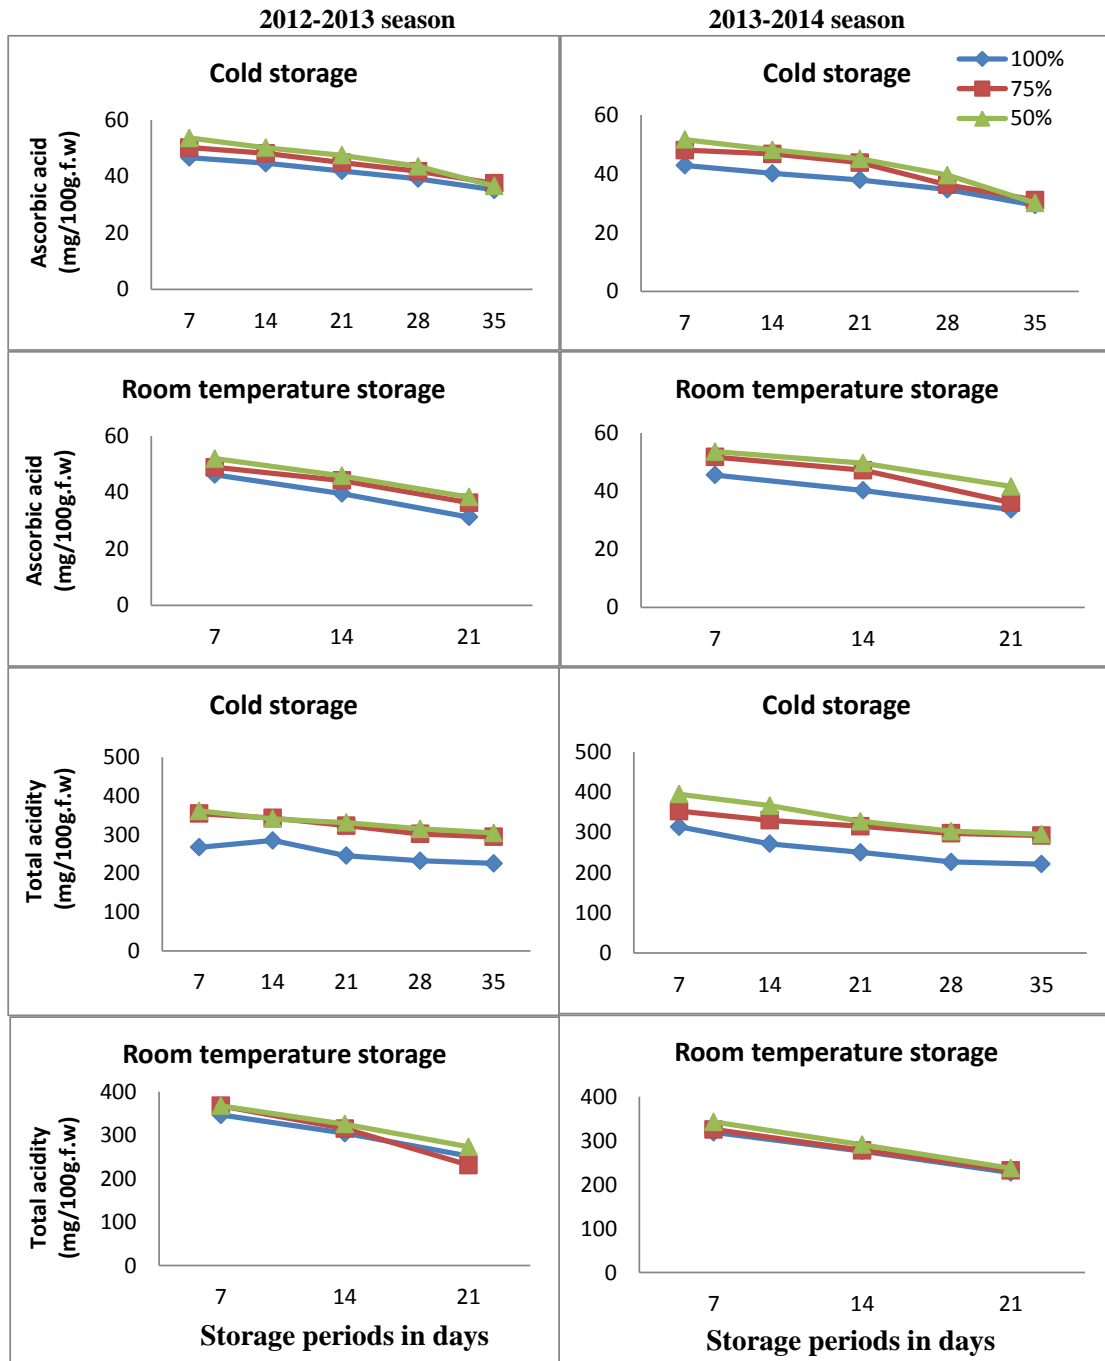 2012-2013 season
2013-2014 season
Cold storage
Ascorbic acid
(mg/100g.f.w)
60
40
20
0
7 14 21 28 35
Cold storage
100%
75%
50%
60
40
20
0
7 14 21 28 35
Room temperature storage
Ascorbic acid
(mg/100g.f.w)
60
40
20
0
7 14 21
Room temperature storage
60
40
20
0
7 14 21
Cold storage
Total acidity
(mg/100g.f.w)
500
400
300
200
100
0
7 14 21 28 35
Cold storage
500
400
300
200
100
0
7 14 21 28 35
Room temperature storage
Total acidity
(mg/100g.f.w)
400
300
200
100
0
7 14 21
Storage periods in days
Room temperature storage
400
300
200
100
0
7 14 21
Storage periods in days